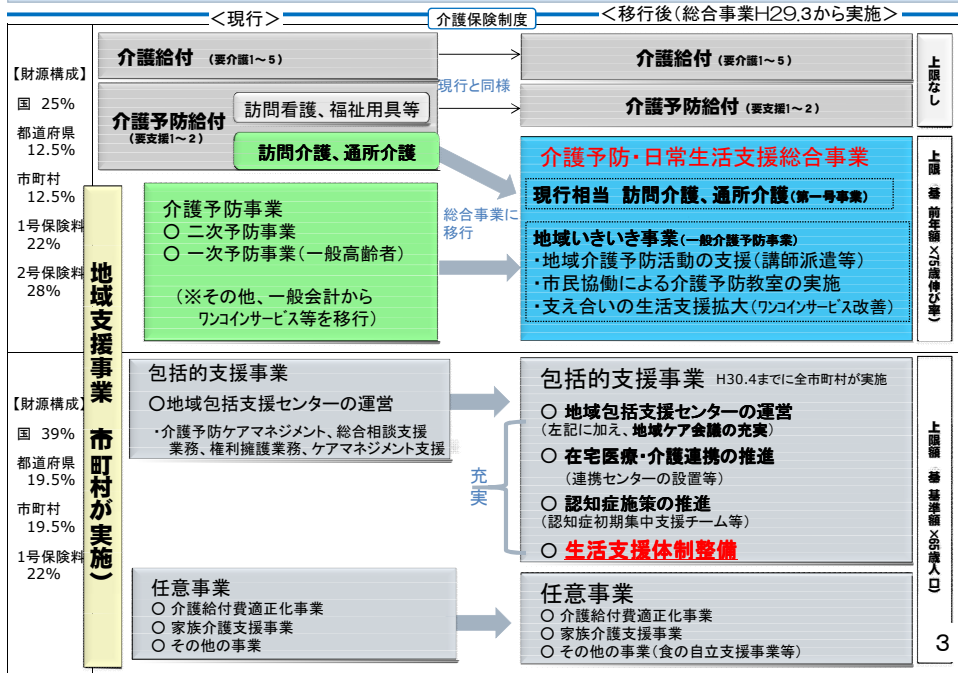 <現行>
介護保険制度
<移行後(総合事業H29.3から実施>
【財源構成】
国 25%
都道府県
12.5%
市町村
12.5%
1号保険料
22%
2号保険料
28%
介護給付 (要介護1~5)
介護予防給付
(要支援1~2)
訪問看護、福祉用具等
訪問介護、通所介護
現行と同様
介護給付 (要介護1~5)
介護予防給付 (要支援1~2)
上限なし
介護予防事業
○ 二次予防事業
○ 一次予防事業(一般高齢者)
(※その他、一般会計から
ワンコインサービス等を移行)
総合事業に
移行
介護予防・日常生活支援総合事業
現行相当 訪問介護、通所介護(第一号事業)
地域いきいき事業(一般介護予防事業)
・地域介護予防活動の支援(講師派遣等)
・市民協働による介護予防教室の実施
・支え合いの生活支援拡大(ワンコインサービス改善)
前年額×75歳伸び率)
地域支援事業 市町村が実施)
【財源構成】
国 39%
都道府県
19.5%
市町村
19.5%
1号保険料
22%
包括的支援事業
○地域包括支援センターの運営
・介護予防ケアマネジメント、総合相談支援
業務、権利擁護業務、ケアマネジメント支援
充実
包括的支援事業 H30.4までに全市町村が実施
○ 地域包括支援センターの運営
(左記に加え、地域ケア会議の充実)
○ 在宅医療・介護連携の推進
(連携センターの設置等)
○ 認知症施策の推進
(認知症初期集中支援チーム等)
○ 生活支援体制整備
任意事業
○ 介護給付費適正化事業
○ 家族介護支援事業
○ その他の事業
任意事業
○ 介護給付費適正化事業
○ 家族介護支援事業
○ その他の事業(食の自立支援事業等)
上限額 基準額×65歳人口)
3